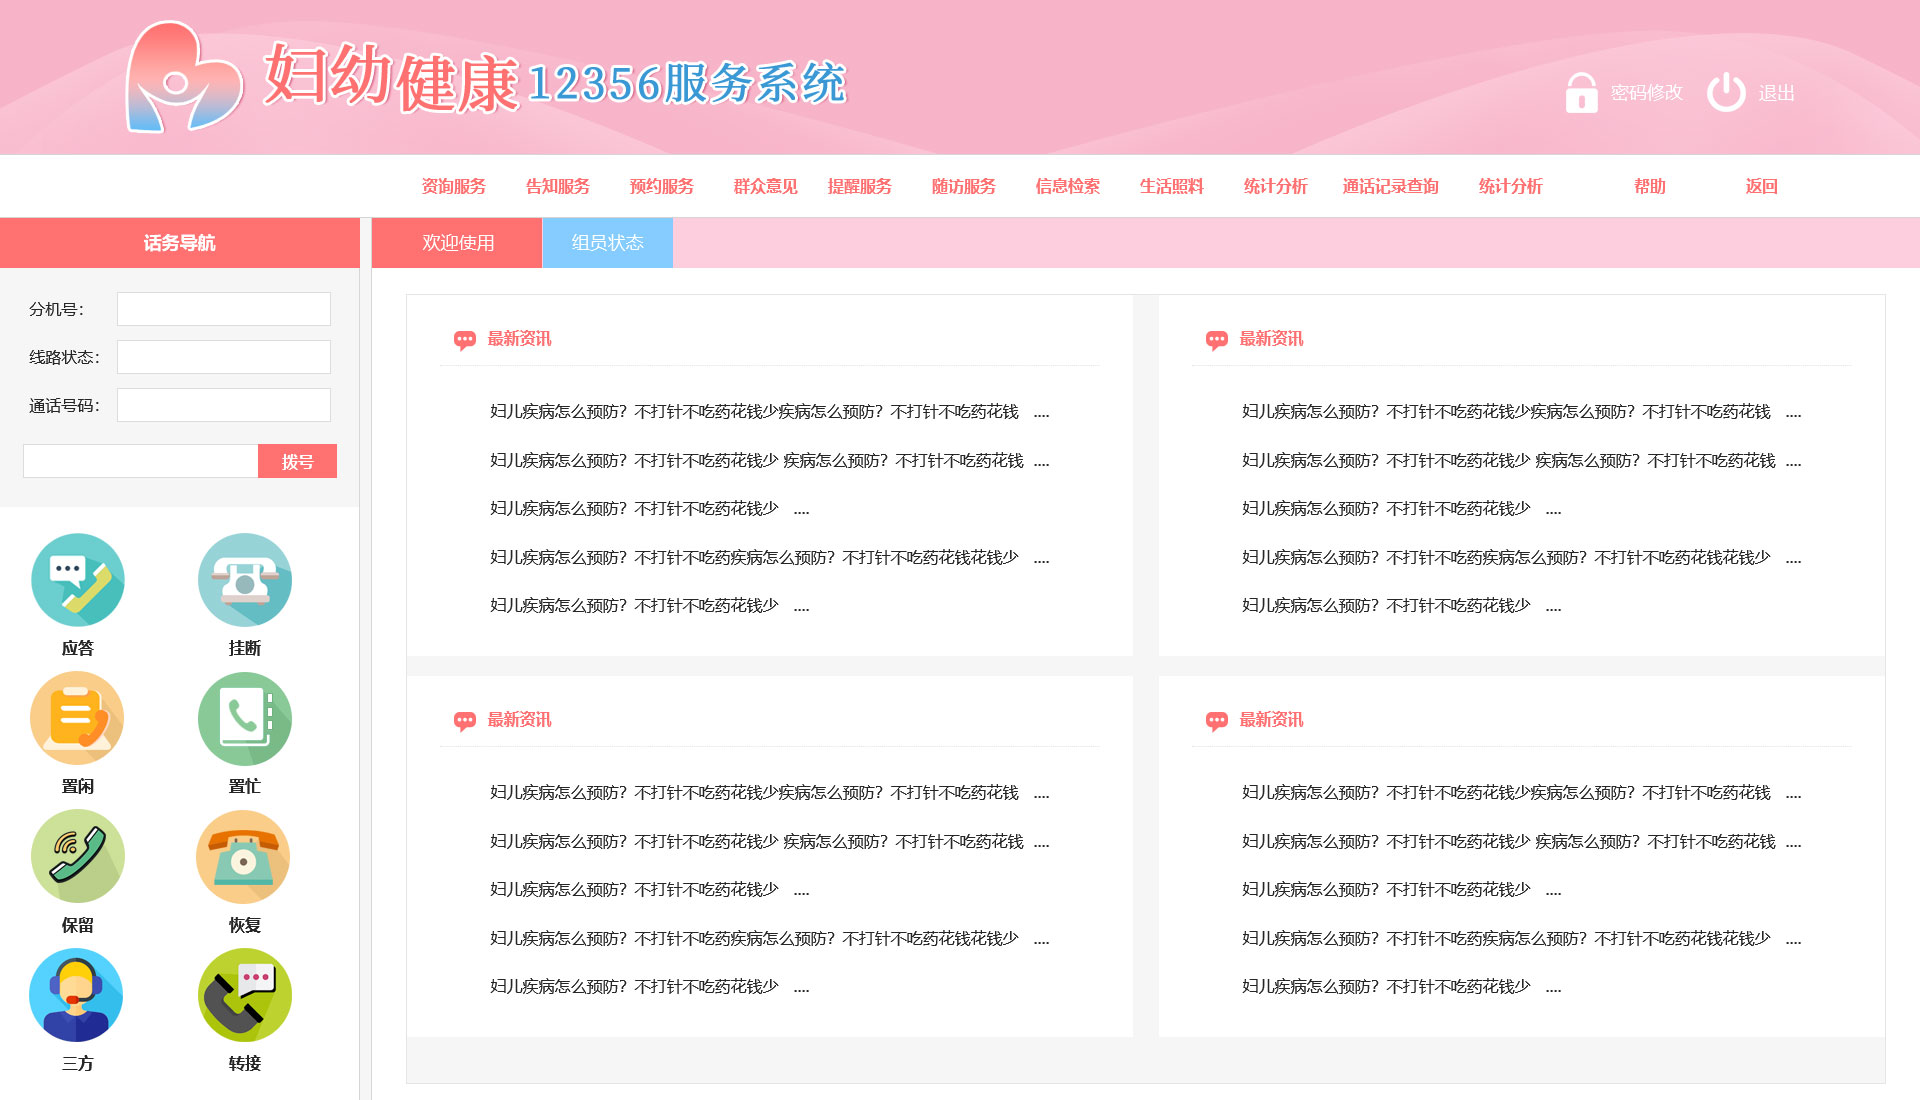 妇幼健康12356服务系统
密码修改 退出
资询服务 告知服务 预约服务 群众意见 提醒服务 随访服务 信息检索 生活照料 统计分析 通话记录查询 统计分析 帮助 返回
话务导航
欢迎使用 组员状态
分机号：
线路状态：
通话号码：
拨号
应答 挂断
置闲 置忙
保留 恢复
三方 转接
最新资讯
妇儿疾病怎么预防？不打针不吃药花钱少疾病怎么预防？不打针不吃药花钱 ....
妇儿疾病怎么预防？不打针不吃药花钱少 疾病怎么预防？不打针不吃药花钱 ....
妇儿疾病怎么预防？不打针不吃药花钱少 ....
妇儿疾病怎么预防？不打针不吃药疾病怎么预防？不打针不吃药花钱花钱少 ....
妇儿疾病怎么预防？不打针不吃药花钱少 ....
最新资讯
妇儿疾病怎么预防？不打针不吃药花钱少疾病怎么预防？不打针不吃药花钱 ....
妇儿疾病怎么预防？不打针不吃药花钱少 疾病怎么预防？不打针不吃药花钱 ....
妇儿疾病怎么预防？不打针不吃药花钱少 ....
妇儿疾病怎么预防？不打针不吃药疾病怎么预防？不打针不吃药花钱花钱少 ....
妇儿疾病怎么预防？不打针不吃药花钱少 ....
最新资讯
妇儿疾病怎么预防？不打针不吃药花钱少疾病怎么预防？不打针不吃药花钱 ....
妇儿疾病怎么预防？不打针不吃药花钱少 疾病怎么预防？不打针不吃药花钱 ....
妇儿疾病怎么预防？不打针不吃药花钱少 ....
妇儿疾病怎么预防？不打针不吃药疾病怎么预防？不打针不吃药花钱花钱少 ....
妇儿疾病怎么预防？不打针不吃药花钱少 ....
最新资讯
妇儿疾病怎么预防？不打针不吃药花钱少疾病怎么预防？不打针不吃药花钱 ....
妇儿疾病怎么预防？不打针不吃药花钱少 疾病怎么预防？不打针不吃药花钱 ....
妇儿疾病怎么预防？不打针不吃药花钱少 ....
妇儿疾病怎么预防？不打针不吃药疾病怎么预防？不打针不吃药花钱花钱少 ....
妇儿疾病怎么预防？不打针不吃药花钱少 ....